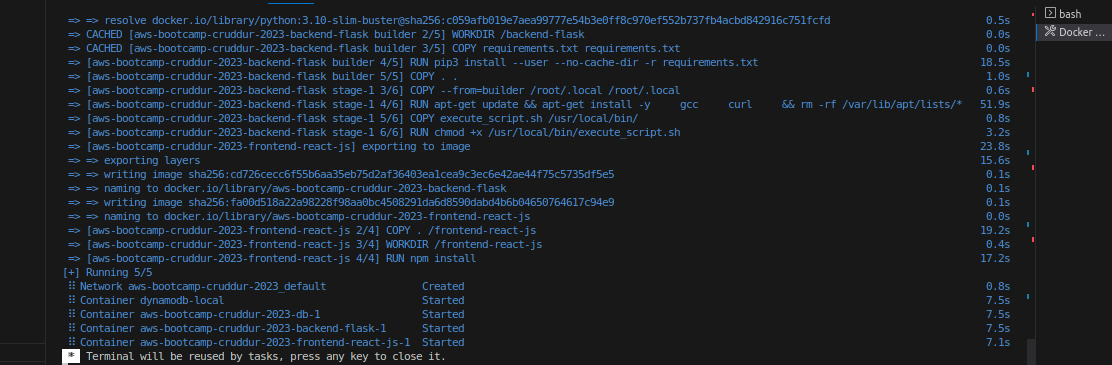 => => resolve docker.io/library/python:3.10-slim-buster@sha256:c059afb019e7aea99777e54b3e0ff8c970ef552b737fb4acbd842916c751fcfd 0.5s
=> CACHED [aws-bootcamp-cruddur-2023-backend-flask builder 2/5] WORKDIR /backend-flask 0.0s
=> CACHED [aws-bootcamp-cruddur-2023-backend-flask builder 3/5] COPY requirements.txt requirements.txt 0.0s
=> [aws-bootcamp-cruddur-2023-backend-flask builder 4/5] RUN pip3 install --user --no-cache-dir -r requirements.txt 18.5s
=> [aws-bootcamp-cruddur-2023-backend-flask builder 5/5] COPY . . 1.0s
=> [aws-bootcamp-cruddur-2023-backend-flask stage-1 3/6] COPY --from=builder /root/.local /root/.local 0.6s
=> [aws-bootcamp-cruddur-2023-backend-flask stage-1 4/6] RUN apt-get update && apt-get install -y gcc curl && rm -rf /var/lib/apt/lists/* 51.9s
=> [aws-bootcamp-cruddur-2023-backend-flask stage-1 5/6] COPY execute_script.sh /usr/local/bin/ 0.8s
=> [aws-bootcamp-cruddur-2023-backend-flask stage-1 6/6] RUN chmod +x /usr/local/bin/execute_script.sh 3.2s
=> [aws-bootcamp-cruddur-2023-frontend-react-js] exporting to image 23.8s
=> => exporting layers 15.6s
=> => writing image sha256:cd726cecc6f55b6aa35eb75d2af36403ea1cea9c3ec6e42ae44f75c5735df5e5 0.1s
=> => naming to docker.io/library/aws-bootcamp-cruddur-2023-backend-flask 0.1s
=> => writing image sha256:fa00d518a22a98228f98aa0bc4508291da6d8590dabd4b6b04650764617c94e9 0.1s
=> => naming to docker.io/library/aws-bootcamp-cruddur-2023-frontend-react-js 0.0s
=> [aws-bootcamp-cruddur-2023-frontend-react-js 2/4] COPY . /frontend-react-js 19.2s
=> [aws-bootcamp-cruddur-2023-frontend-react-js 3/4] WORKDIR /frontend-react-js 0.4s
=> [aws-bootcamp-cruddur-2023-frontend-react-js 4/4] RUN npm install 17.2s
[+] Running 5/5
⠿ Network aws-bootcamp-cruddur-2023_default Created 0.8s
⠿ Container dynamodb-local Started 7.5s
⠿ Container aws-bootcamp-cruddur-2023-db-1 Started 7.5s
⠿ Container aws-bootcamp-cruddur-2023-backend-flask-1 Started 7.5s
⠿ Container aws-bootcamp-cruddur-2023-frontend-react-js-1 Started 7.1s
* Terminal will be reused by tasks, press any key to close it.
bash
Docker ...